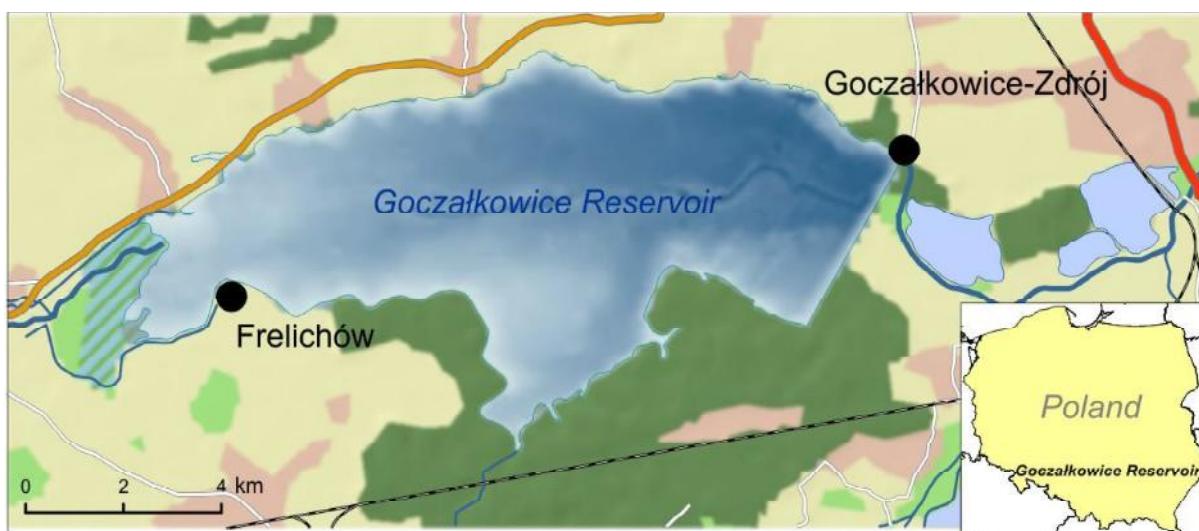 Goczałkowice-Zdrój
Goczałkowice Reservoir
Frelichów
0 2 4 km
Poland
Goczałkowice Reservoir